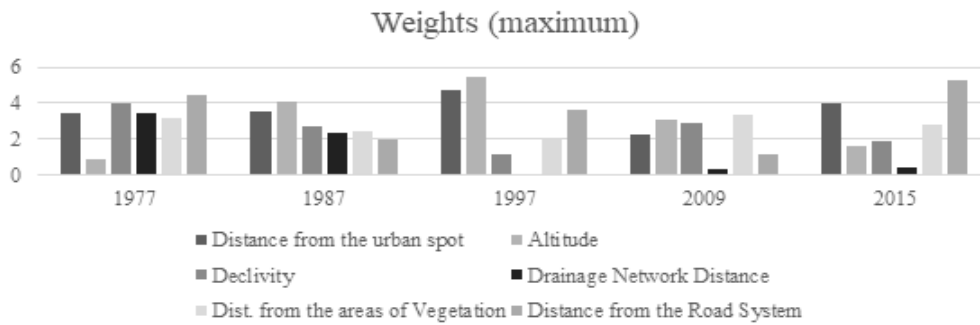 Weights (maximum)
6
4
2
0
1977 1987 1997 2009 2015
Distance from the urban spot Altitude
Declivity Drainage Network Distance
Dist. from the areas of Vegetation Distance from the Road System